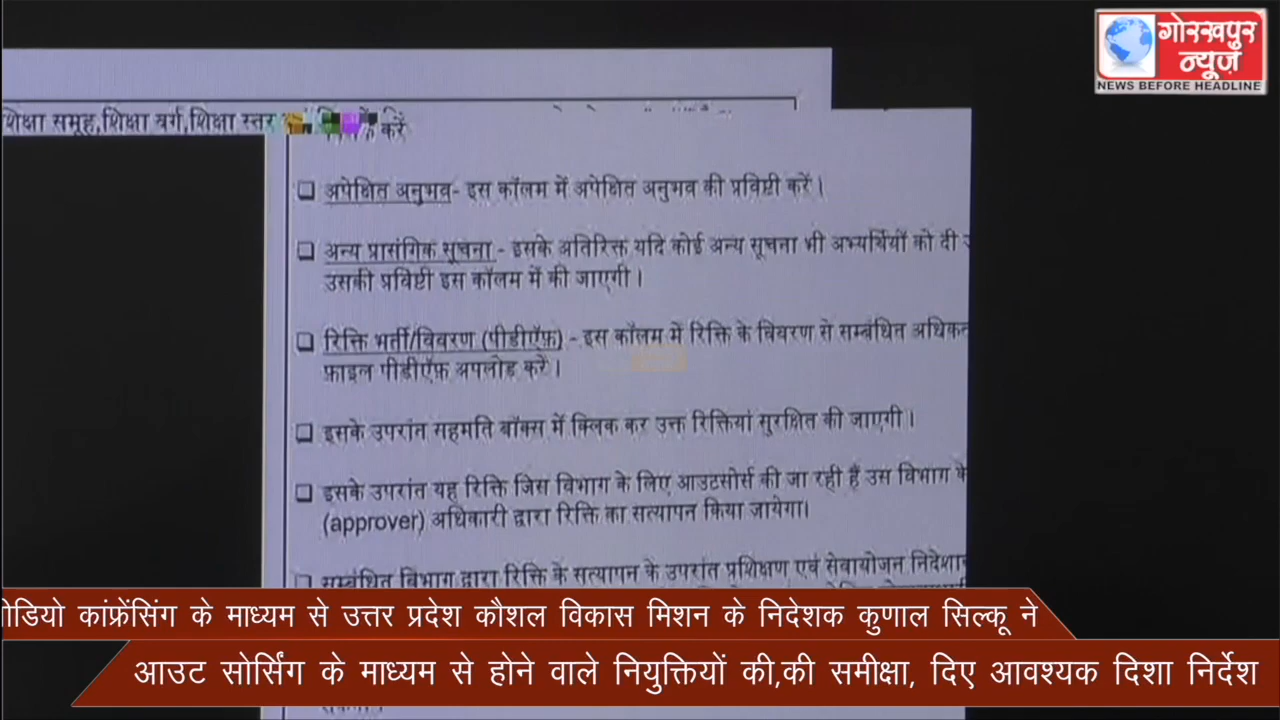 गोरखपुर
न्यूज़
NEWS BEFORE HEADLINE
शिक्षा समूह,शिक्षा वर्ग,शिक्षा स्तर
करें
❑ अपेक्षित अनुभव- इस कॉलम में अपेक्षित अनुभव की प्रविष्टी करें।
❑ अन्य प्रासंगिक सूचना - इसके अतिरिक्त यदि कोई अन्य सूचना भी अभ्यर्थियों को दी
उसकी प्रविष्टी इस कॉलम में की जाएगी।
❑ रिक्ति भर्ती/विवरण (पीडीऍफ़) - इस कॉलम में रिक्ति के विवरण से सम्बंधित
फ़ाइल पीडीऍफ़ अपलोड करें।
❑ इसके उपरांत सहमति बॉक्स में क्लिक कर उक्त रिक्तियां सुरक्षित की जाएगी।
❑ इसके उपरांत यह रिक्ति जिस विभाग के लिए आउटसोर्स की जा रही हैं उस विभाग के
(approver) अधिकारी द्वारा रिक्ति का सत्यापन किया जायेगा।
❑ सम्बंधित विभाग द्वारा रिक्ति के सत्यापन के उपरांत प्रशिक्षण एवं सेवायोजन
कांफ्रेंसिंग के माध्यम से उत्तर प्रदेश कौशल विकास मिशन के निदेशक कुणाल सिल्कू ने
आउट सोर्सिंग के माध्यम से होने वाले नियुक्तियों की,की समीक्षा, दिए आवश्यक दिशा निर्देश